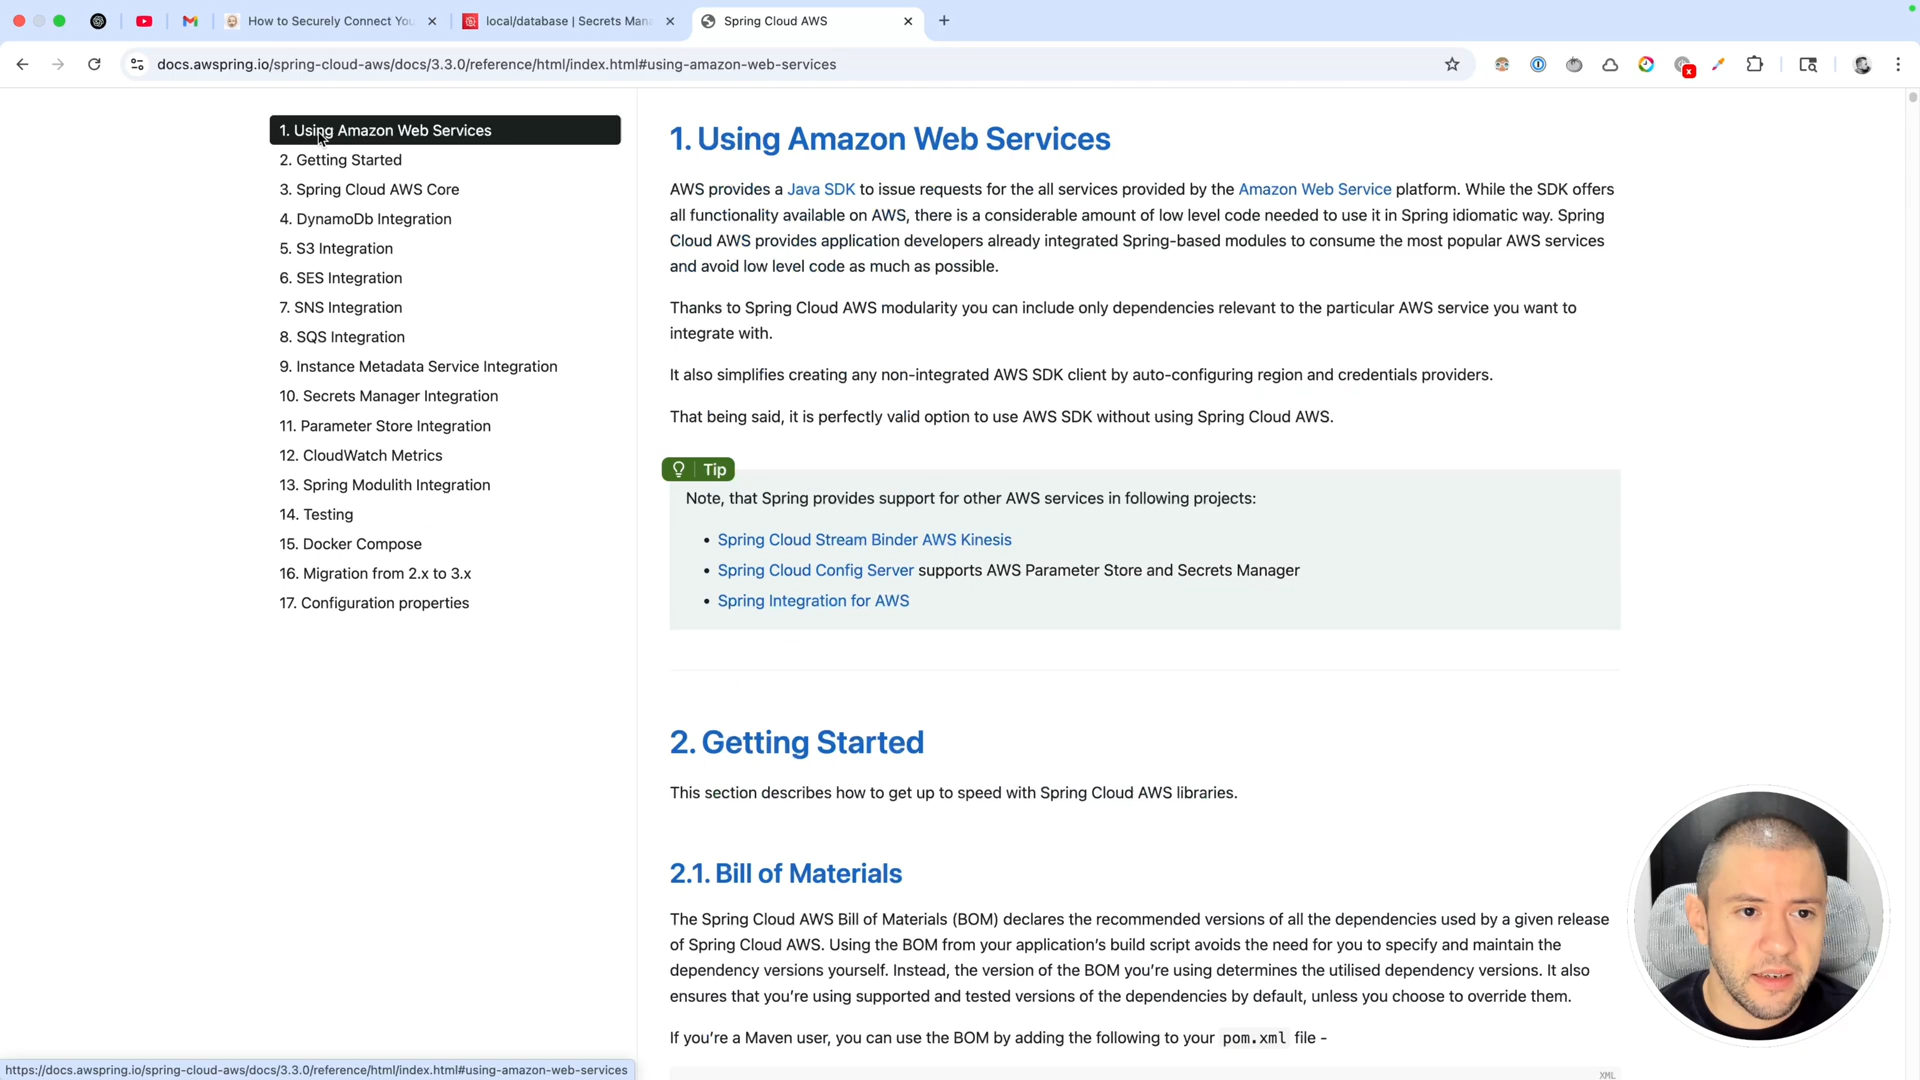 How to Securely Connect You
local/database | Secrets Mana
Spring Cloud AWS
docs.awspring.io/spring-cloud-aws/docs/3.3.0/reference/html/index.html#using-amazon-web-services
1. Using Amazon Web Services
2. Getting Started
3. Spring Cloud AWS Core
4. DynamoDb Integration
5. S3 Integration
6. SES Integration
7. SNS Integration
8. SQS Integration
9. Instance Metadata Service Integration
10. Secrets Manager Integration
11. Parameter Store Integration
12. CloudWatch Metrics
13. Spring Modulith Integration
14. Testing
15. Docker Compose
16. Migration from 2.x to 3.x
17. Configuration properties
1. Using Amazon Web Services
AWS provides a Java SDK to issue requests for the all services provided by the Amazon Web Service platform. While the SDK offers
all functionality available on AWS, there is a considerable amount of low level code needed to use it in Spring idiomatic way. Spring
Cloud AWS provides application developers already integrated Spring-based modules to consume the most popular AWS services
and avoid low level code as much as possible.
Thanks to Spring Cloud AWS modularity you can include only dependencies relevant to the particular AWS service you want to
integrate with.
It also simplifies creating any non-integrated AWS SDK client by auto-configuring region and credentials providers.
That being said, it is perfectly valid option to use AWS SDK without using Spring Cloud AWS.
Tip
Note, that Spring provides support for other AWS services in following projects:
• Spring Cloud Stream Binder AWS Kinesis
• Spring Cloud Config Server supports AWS Parameter Store and Secrets Manager
• Spring Integration for AWS
2. Getting Started
This section describes how to get up to speed with Spring Cloud AWS libraries.
2.1. Bill of Materials
The Spring Cloud AWS Bill of Materials (BOM) declares the recommended versions of all the dependencies used by a given release
of Spring Cloud AWS. Using the BOM from your application's build script avoids the need for you to specify and maintain the
dependency versions yourself. Instead, the version of the BOM you're using determines the utilised dependency versions. It also
ensures that you're using supported and tested versions of the dependencies by default, unless you choose to override them.
If you're a Maven user, you can use the BOM by adding the following to your pom.xml file -
XML
https://docs.awspring.io/spring-cloud-aws/docs/3.3.0/reference/html/index.html#using-amazon-web-services